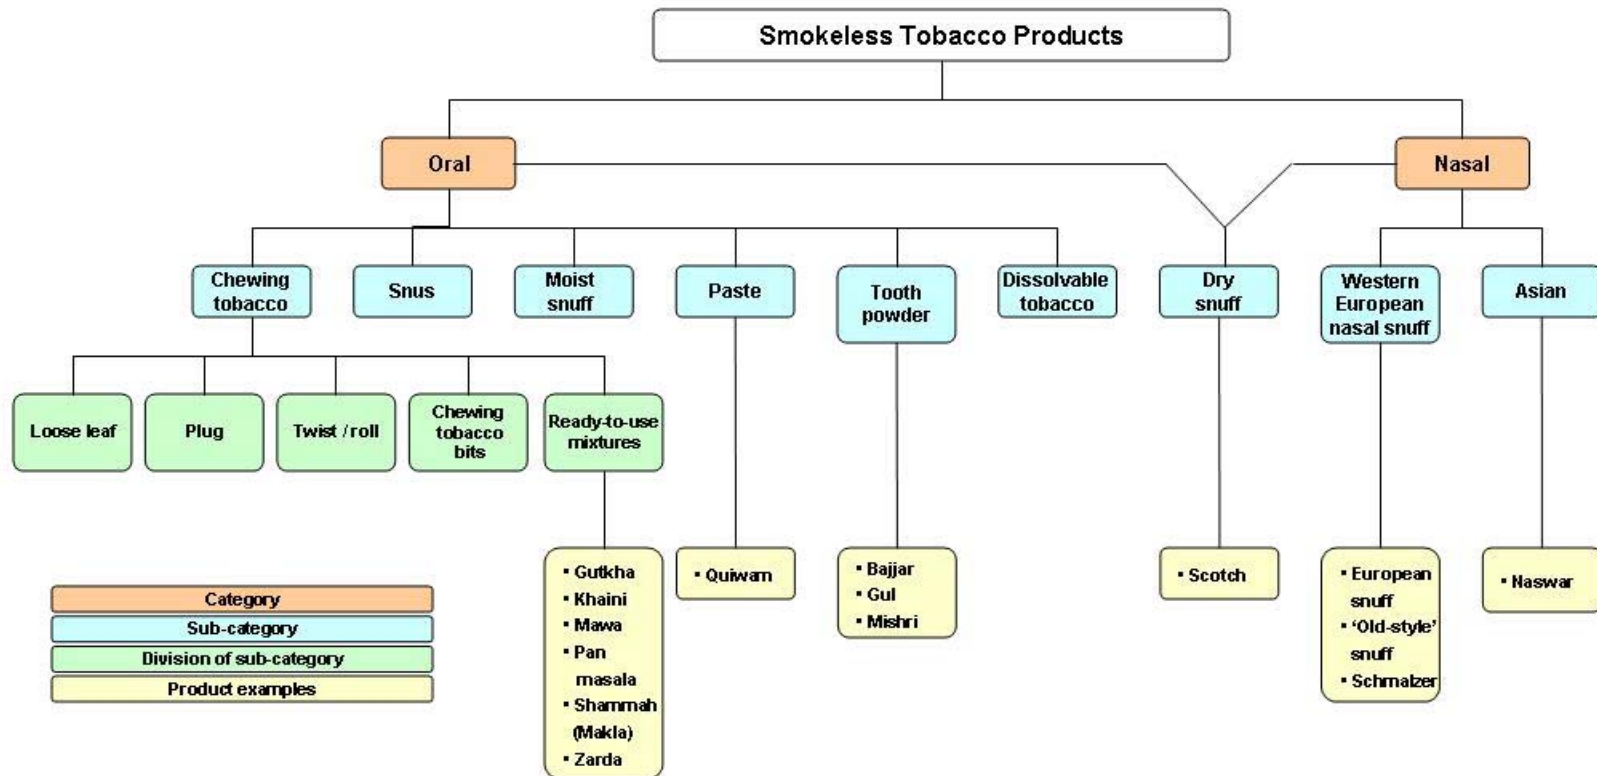 Smokeless Tobacco Products
Oral
Nasal
Chewing
tobacco
Snus
Moist
snuff
Paste
Tooth
powder
Dissolvable
tobacco
Dry
snuff
Western
European
nasal snuff
Asian
Loose leaf
Plug
Twist / roll
Chewing
tobacco
bits
Ready-to-use
mixtures
▪ Gutkha
▪ Khaini
▪ Mawa
▪ Pan
masala
▪ Shammah
(Makla)
▪ Zarda
▪ Quiwam
▪ Bajjar
▪ Gul
▪ Mishri
▪ Scotch
▪ European
snuff
▪ ‘Old-style’
snuff
▪ Schmalzer
▪ Naswar
Category
Sub-category
Division of sub-category
Product examples